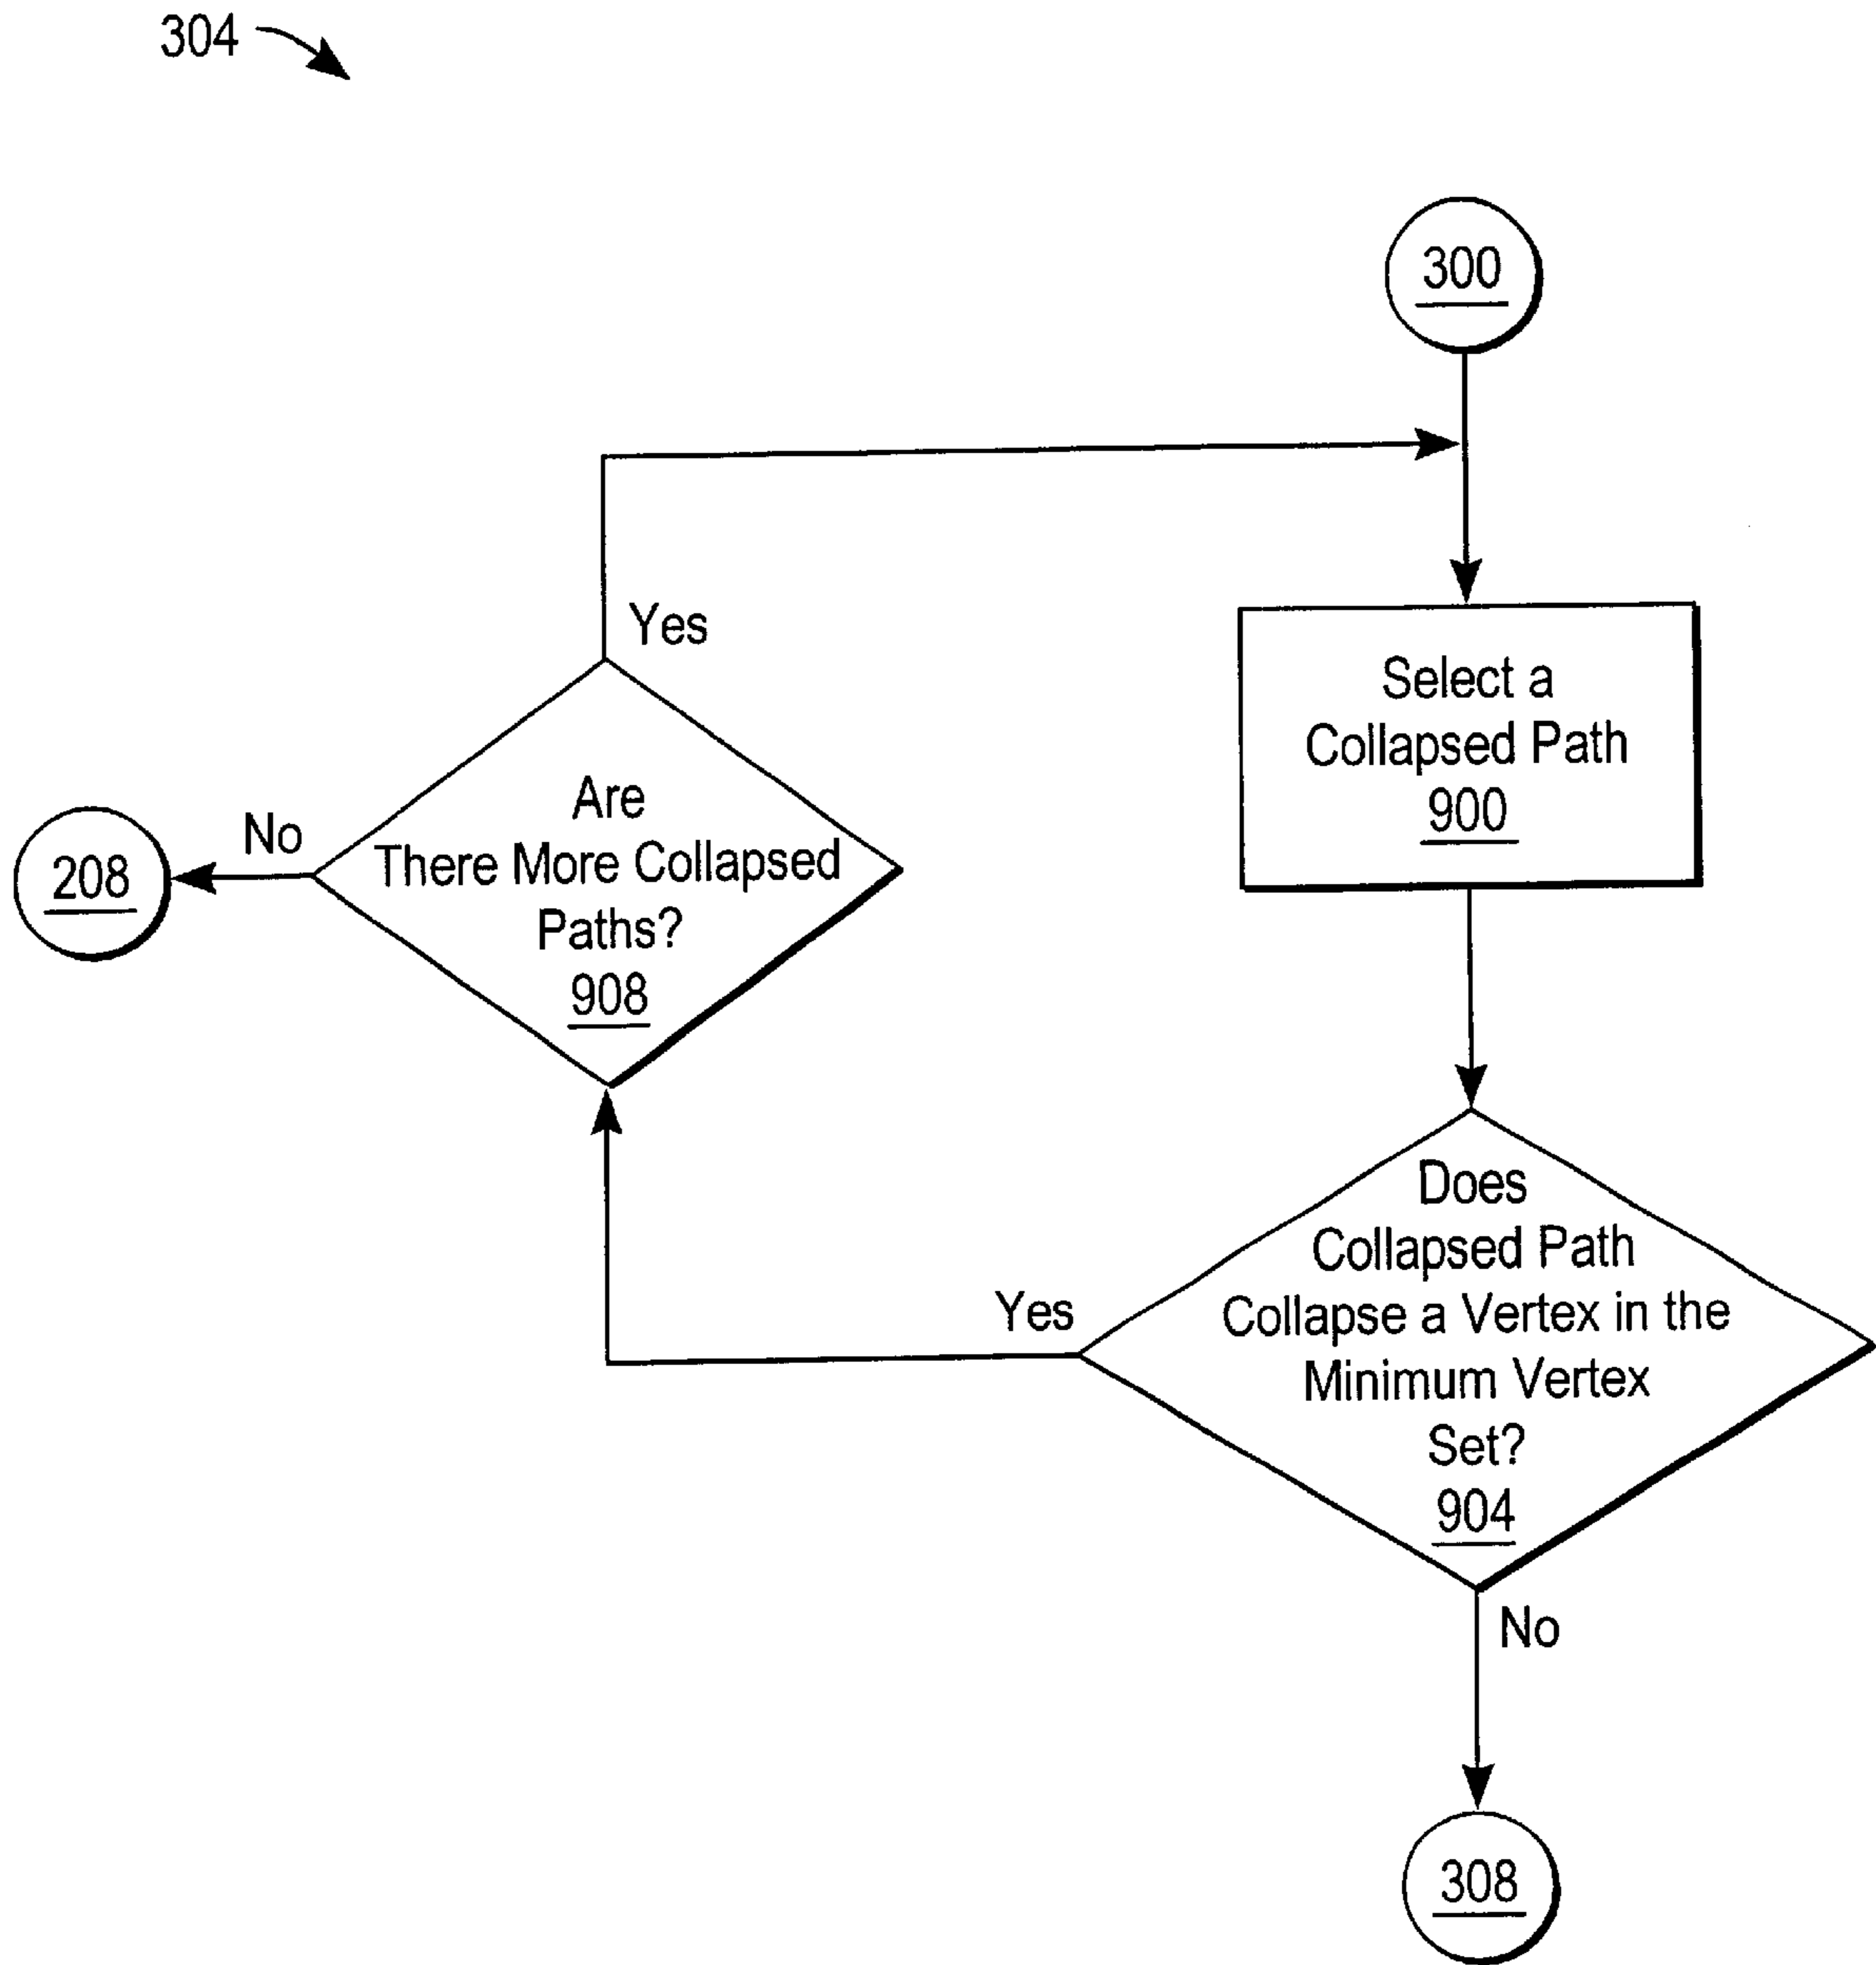 304
300
Select a
Collapsed Path
900
Yes
Are
There More Collapsed
Paths?
908
No
208
Does
Collapsed Path
Collapse a Vertex in the
Minimum Vertex
Set?
904
Yes
No
308